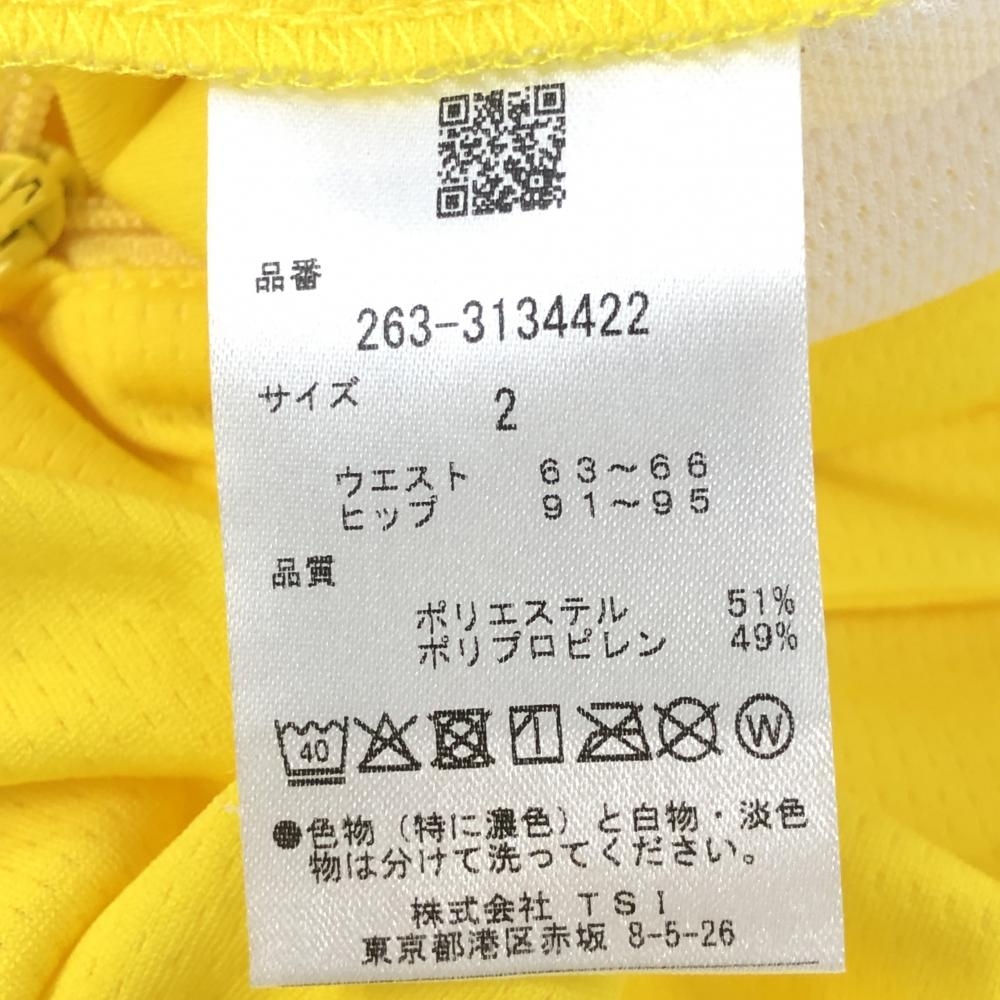 品番
263-3134422
サイズ 2
ウエスト 63〜66
ヒップ 91〜95
品質
ポリエステル 51%
ポリプロピレン 49%
40
W
●色物（特に濃色）と白物・淡色
物は分けて洗ってください。
株式会社 TSI
東京都港区赤坂 8-5-26